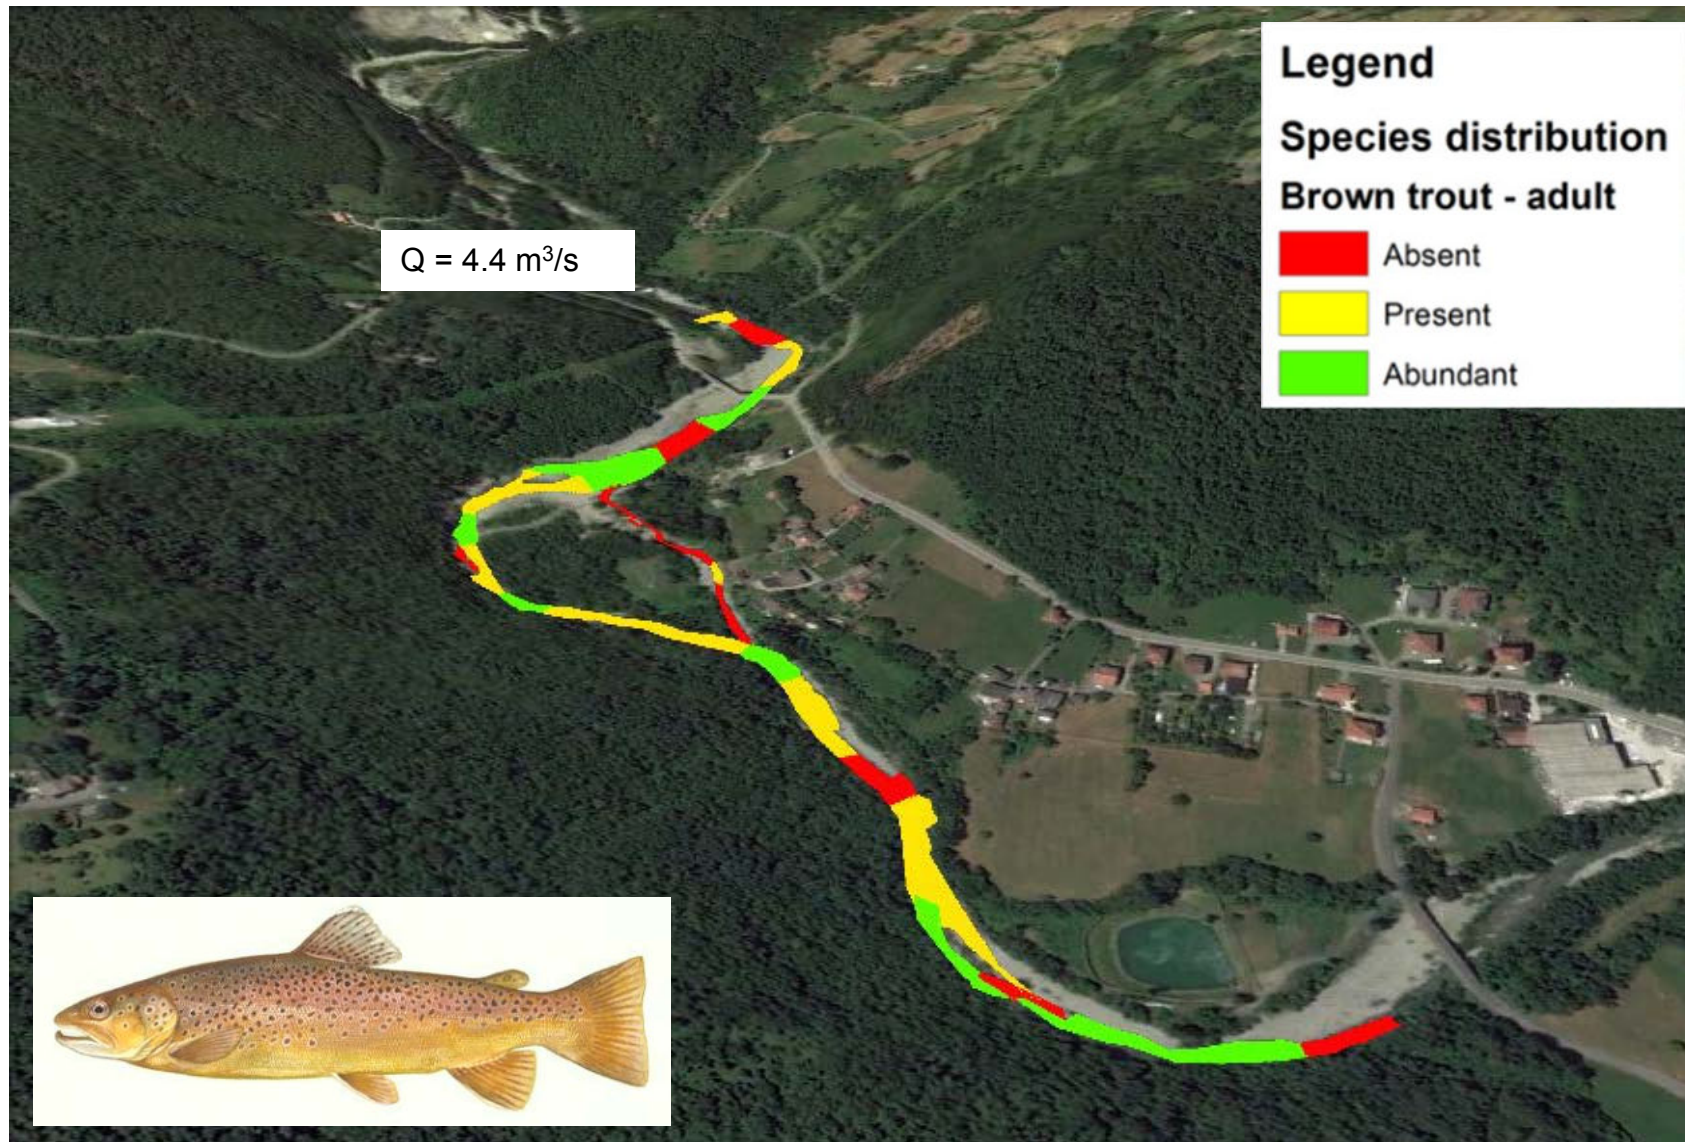 Legend
Species distribution
Brown trout - adult
Absent
Present
Abundant
Q = 4.4 m³/s